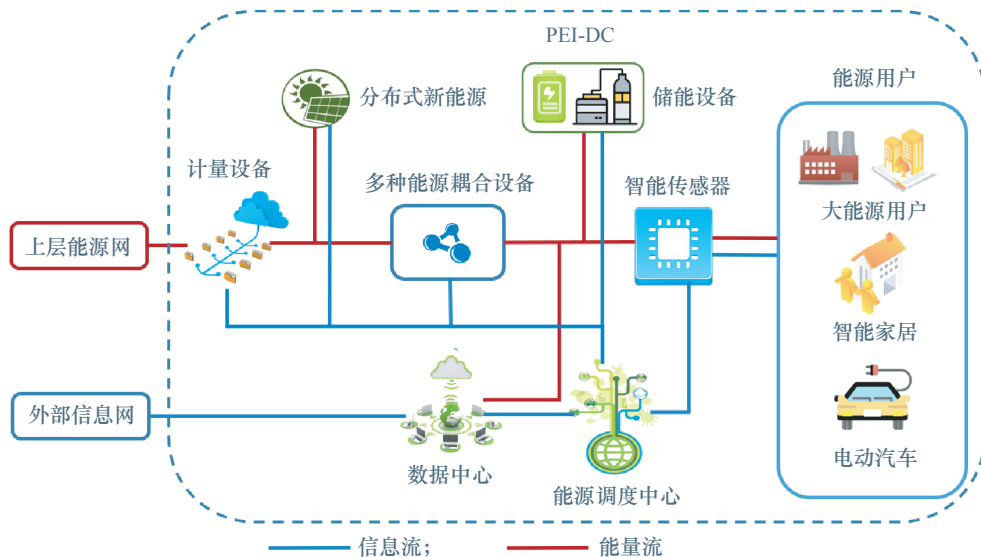 PEI-DC
分布式新能源
储能设备
能源用户
计量设备
多种能源耦合设备
智能传感器
大能源用户
上层能源网
智能家居
外部信息网
数据中心
能源调度中心
电动汽车
信息流;
能量流